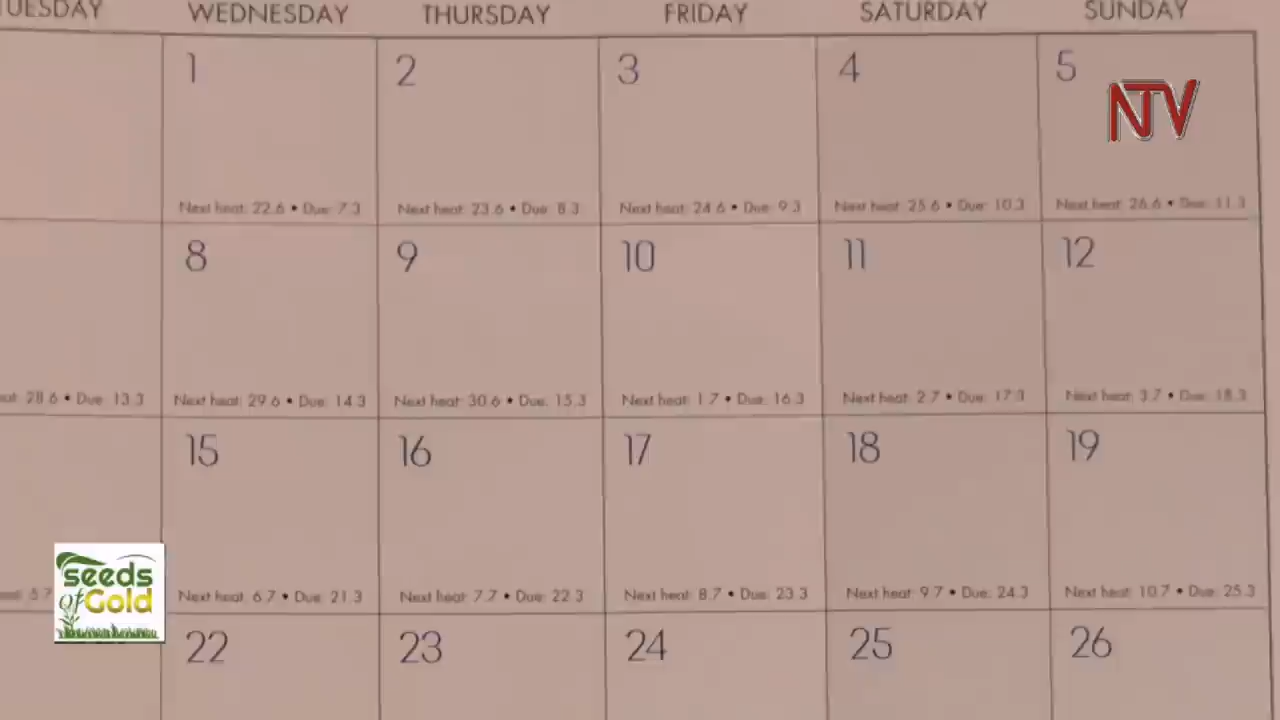 WEDNESDAY THURSDAY FRIDAY SATURDAY SUNDAY
1 2 3 4 5
NTV
Next heat: 22.6 • Due: 7.3 Next heat: 23.6 • Due: 8.3 Next heat: 24.6 • Due: 9.3 Next heat: 25.6 • Due: 10.3 Next heat: 26.6 • Due: 11.3
8 9 10 11 12
28.6 • Due: 13.3 Next heat: 29.6 • Due: 14.3 Next heat: 30.6 • Due: 15.3 Next heat: 1.7 • Due: 16.3 Next heat: 2.7 • Due: 17.3 Next heat: 3.7 • Due: 18.3
15 16 17 18 19
seeds
of Gold
5.7 Next heat: 6.7 • Due: 21.3 Next heat: 7.7 • Due: 22.3 Next heat: 8.7 • Due: 23.3 Next heat: 9.7 • Due: 24.3 Next heat: 10.7 • Due: 25.3
22 23 24 25 26